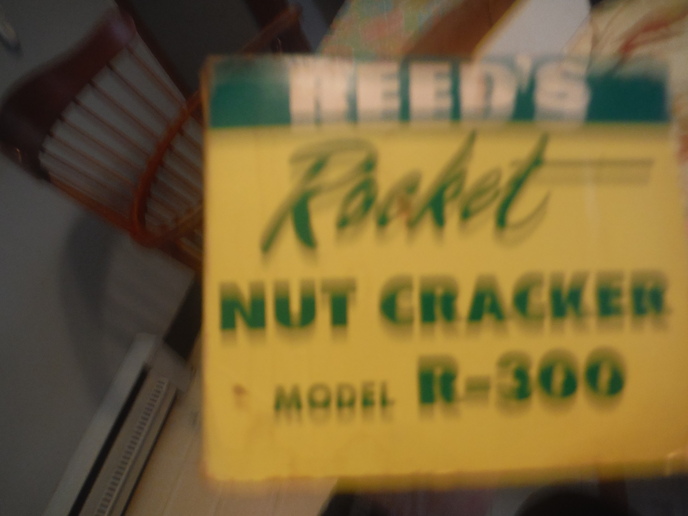 REED'S
Rocket
NUT CRACKER
MODEL R-300